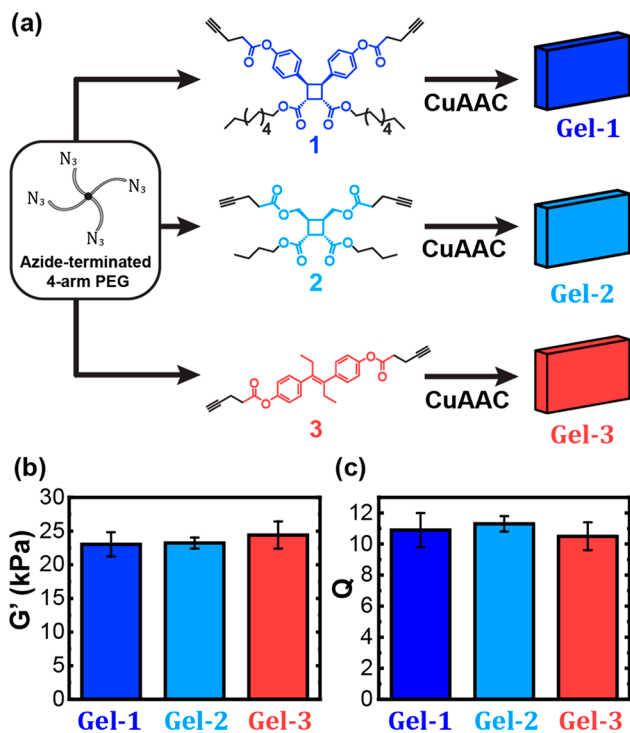 (a)
O
O
O
O
4
O
O
O
O
4
1
CuAAC
Gel-1
N3
N3
N3
N3
Azide-terminated
4-arm PEG
O
O
O
O
O
O
O
O
2
CuAAC
Gel-2
O
O
O
O
3
CuAAC
Gel-3
(b)
G' (kPa)
30
25
20
15
10
5
0
Gel-1 Gel-2 Gel-3
(c)
Q
12
10
8
6
4
2
0
Gel-1 Gel-2 Gel-3